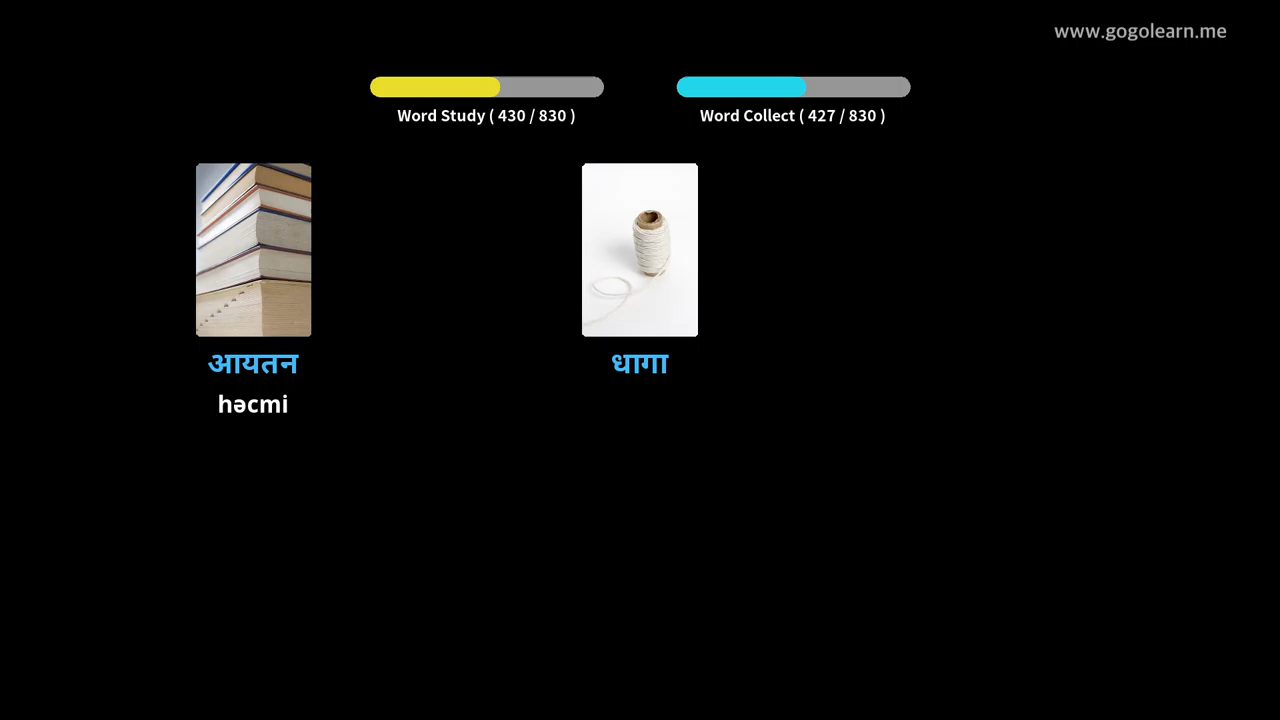 www.gogolearn.me
Word Study ( 430 / 830 )
Word Collect ( 427 / 830 )
आयतन
həcmi
धागा